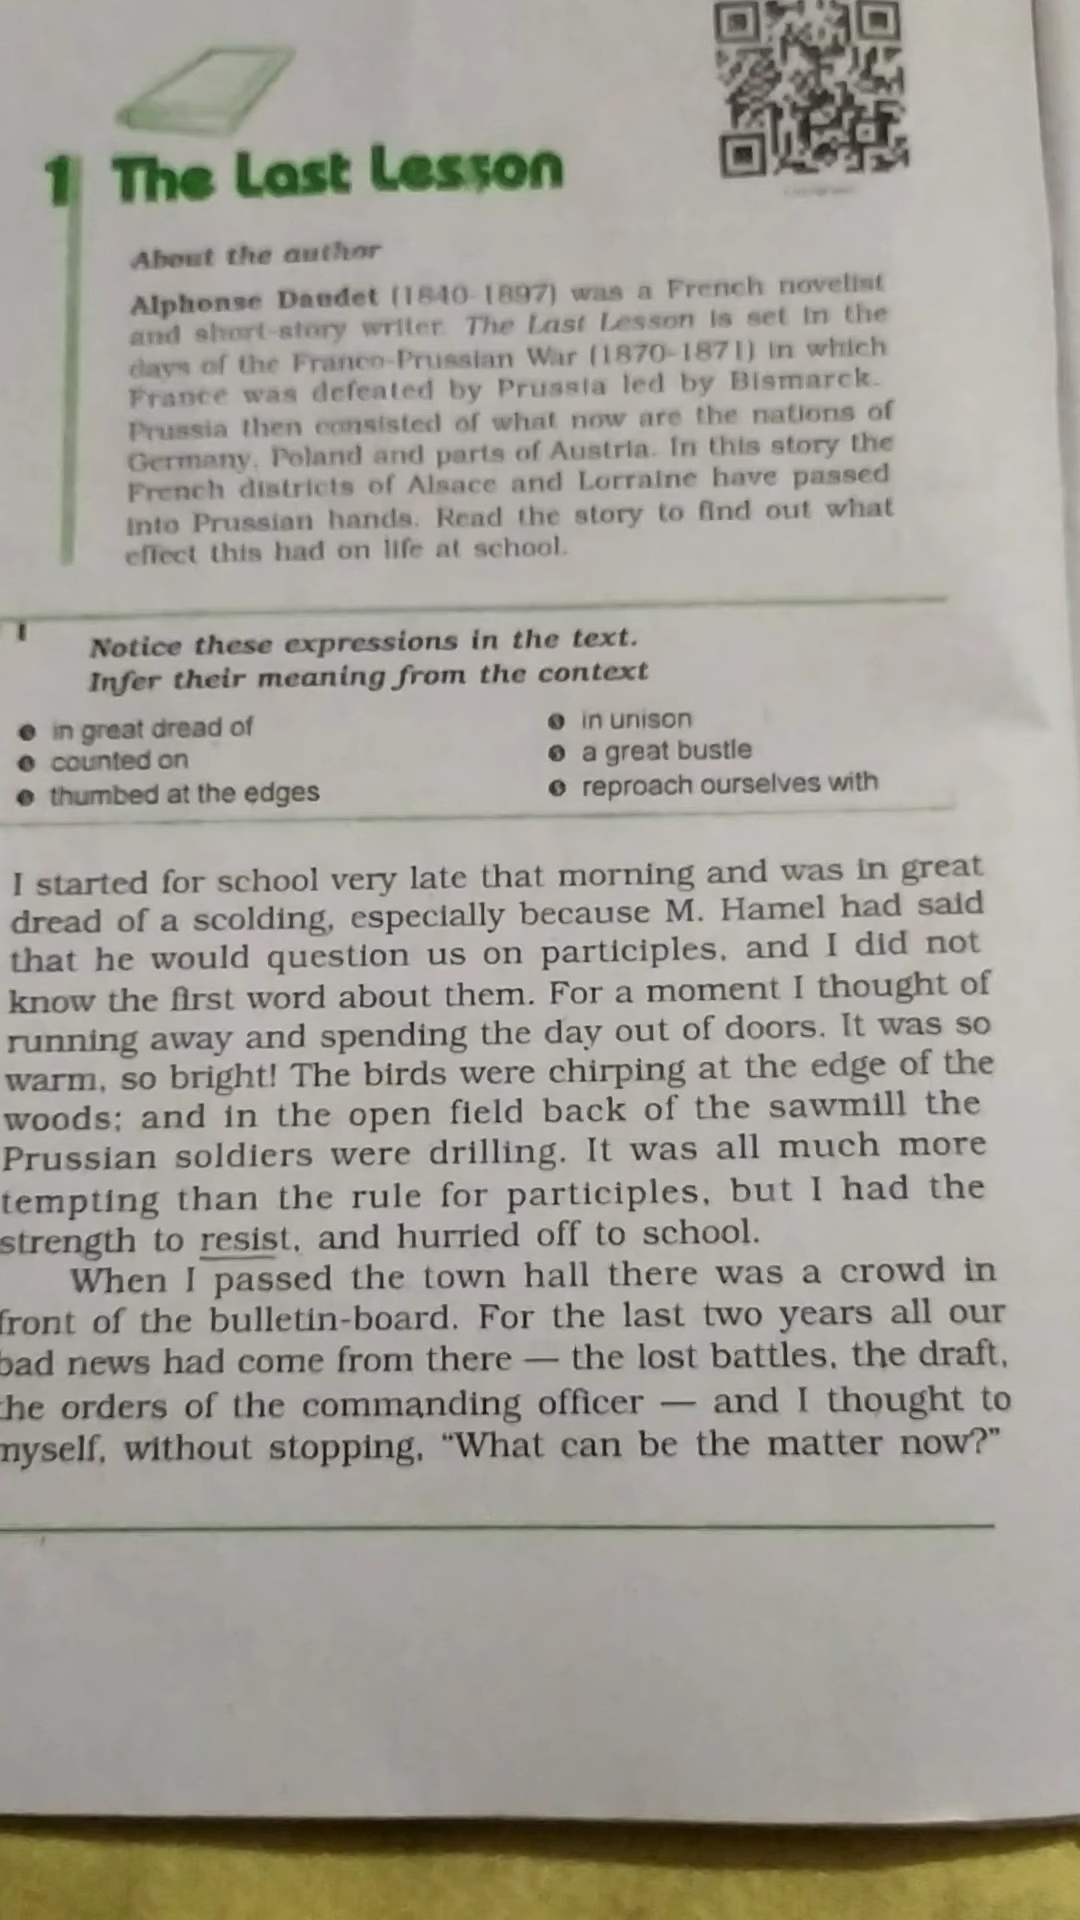 1 The Last Lesson
About the author
Alphonse Daudet (1840-1897) was a French novelist
and short-story writer. The Last Lesson is set in the
days of the Franco-Prussian War (1870-1871) in which
France was defeated by Prussia led by Bismarck.
Prussia then consisted of what now are the nations of
Germany, Poland and parts of Austria. In this story the
French districts of Alsace and Lorraine have passed
into Prussian hands. Read the story to find out what
effect this had on life at school.
Notice these expressions in the text.
Infer their meaning from the context
in great dread of
counted on
thumbed at the edges
in unison
a great bustle
reproach ourselves with
I started for school very late that morning and was in great
dread of a scolding, especially because M. Hamel had said
that he would question us on participles, and I did not
know the first word about them. For a moment I thought of
running away and spending the day out of doors. It was so
warm, so bright! The birds were chirping at the edge of the
woods; and in the open field back of the sawmill the
Prussian soldiers were drilling. It was all much more
tempting than the rule for participles, but I had the
strength to resist, and hurried off to school.
When I passed the town hall there was a crowd in
front of the bulletin-board. For the last two years all our
bad news had come from there — the lost battles, the draft,
the orders of the commanding officer — and I thought to
myself, without stopping, “What can be the matter now?”